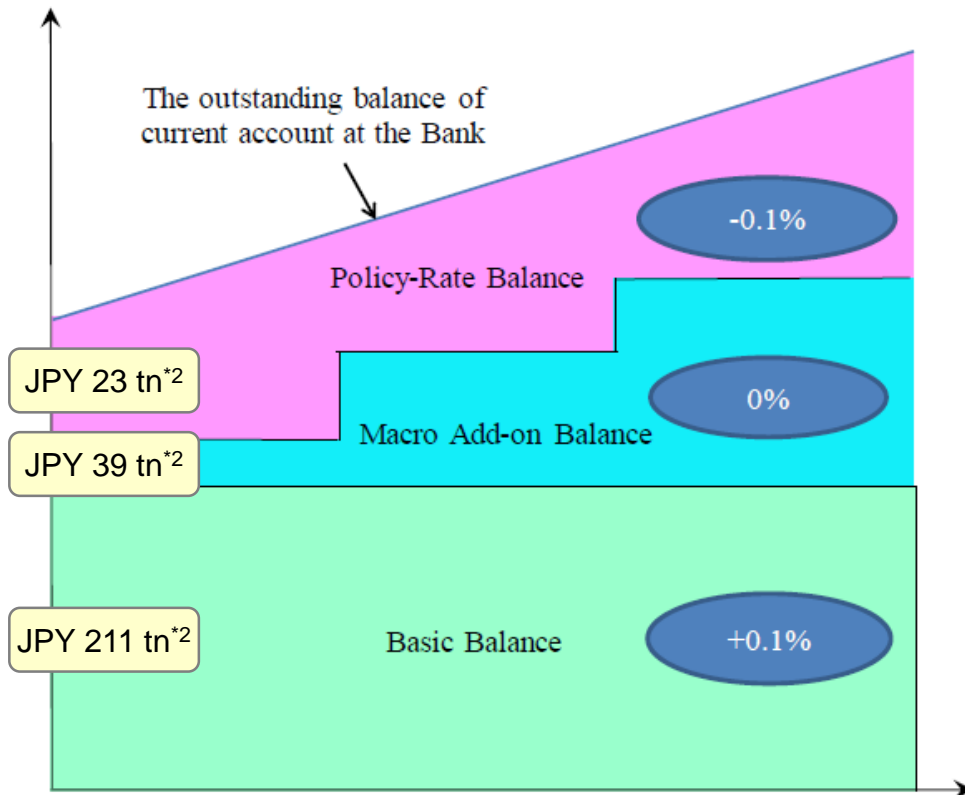 The outstanding balance of
current account at the Bank
-0.1%
Policy-Rate Balance
JPY 23 tn*2
0%
Macro Add-on Balance
JPY 39 tn*2
JPY 211 tn*2
Basic Balance
+0.1%